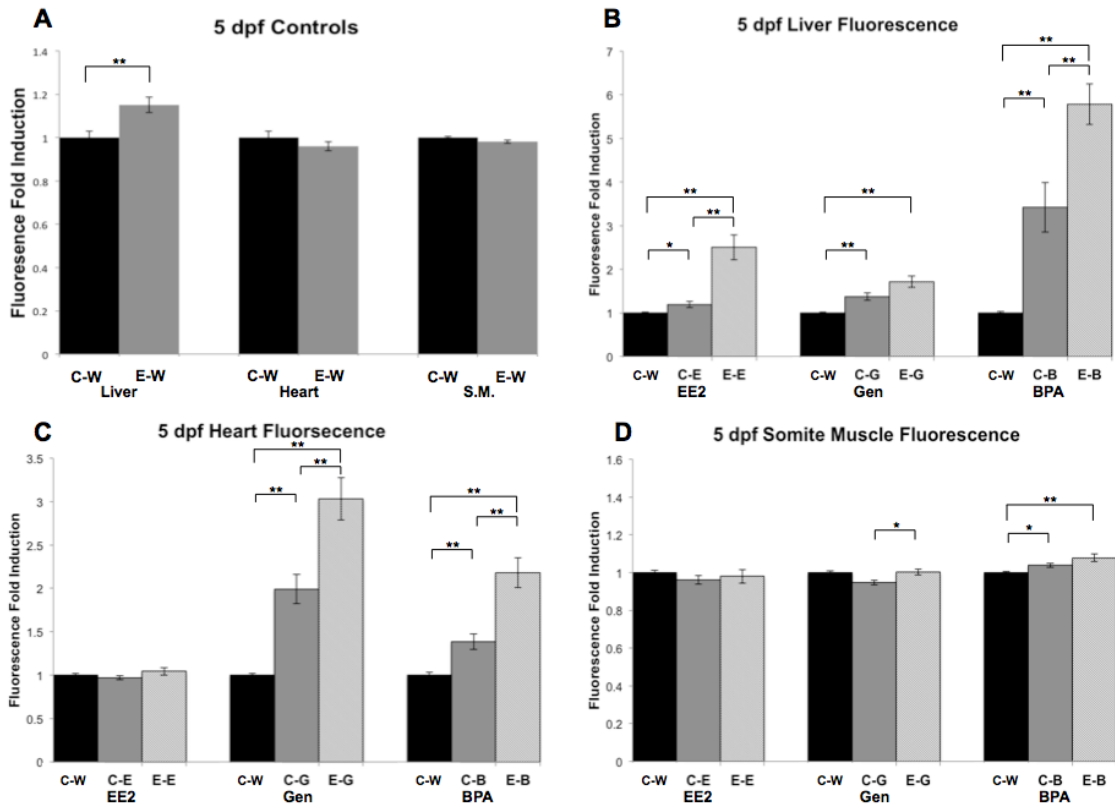 A
5 dpf Controls
Fluoresence Fold Induction
1.4
1.2
1
0.8
0.6
0.4
0.2
0
**
C-W E-W C-W E-W C-W E-W
Liver Heart S.M.
B
5 dpf Liver Fluorescence
Fluoresence Fold Induction
7
6
5
4
3
2
1
0
** ** * ** ** ** ** **
C-W C-E E-E C-W C-G E-G C-W C-B E-B
EE2 Gen BPA
C
5 dpf Heart Fluorsecence
Fluorescence Fold Induction
3.5
3
2.5
2
1.5
1
0.5
0
** ** ** ** ** **
C-W C-E E-E C-W C-G E-G C-W C-B E-B
EE2 Gen BPA
D
5 dpf Somite Muscle Fluorescence
Fluorescence Fold Induction
1.6
1.4
1.2
1
0.8
0.6
0.4
0.2
0
* * **
C-W C-E E-E C-W C-G E-G C-W C-B E-B
EE2 Gen BPA